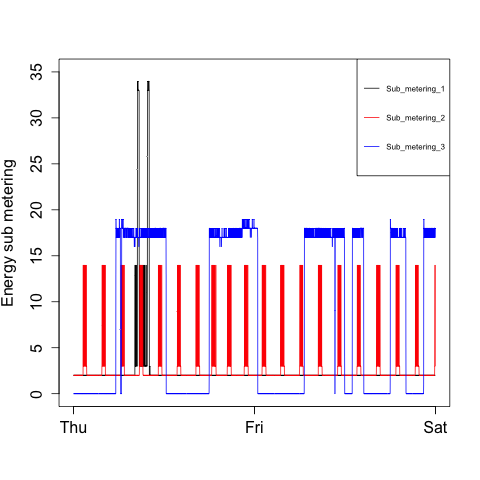 Energy sub metering
35
30
25
20
15
10
5
0
Sub_metering_1
Sub_metering_2
Sub_metering_3
Thu Fri Sat